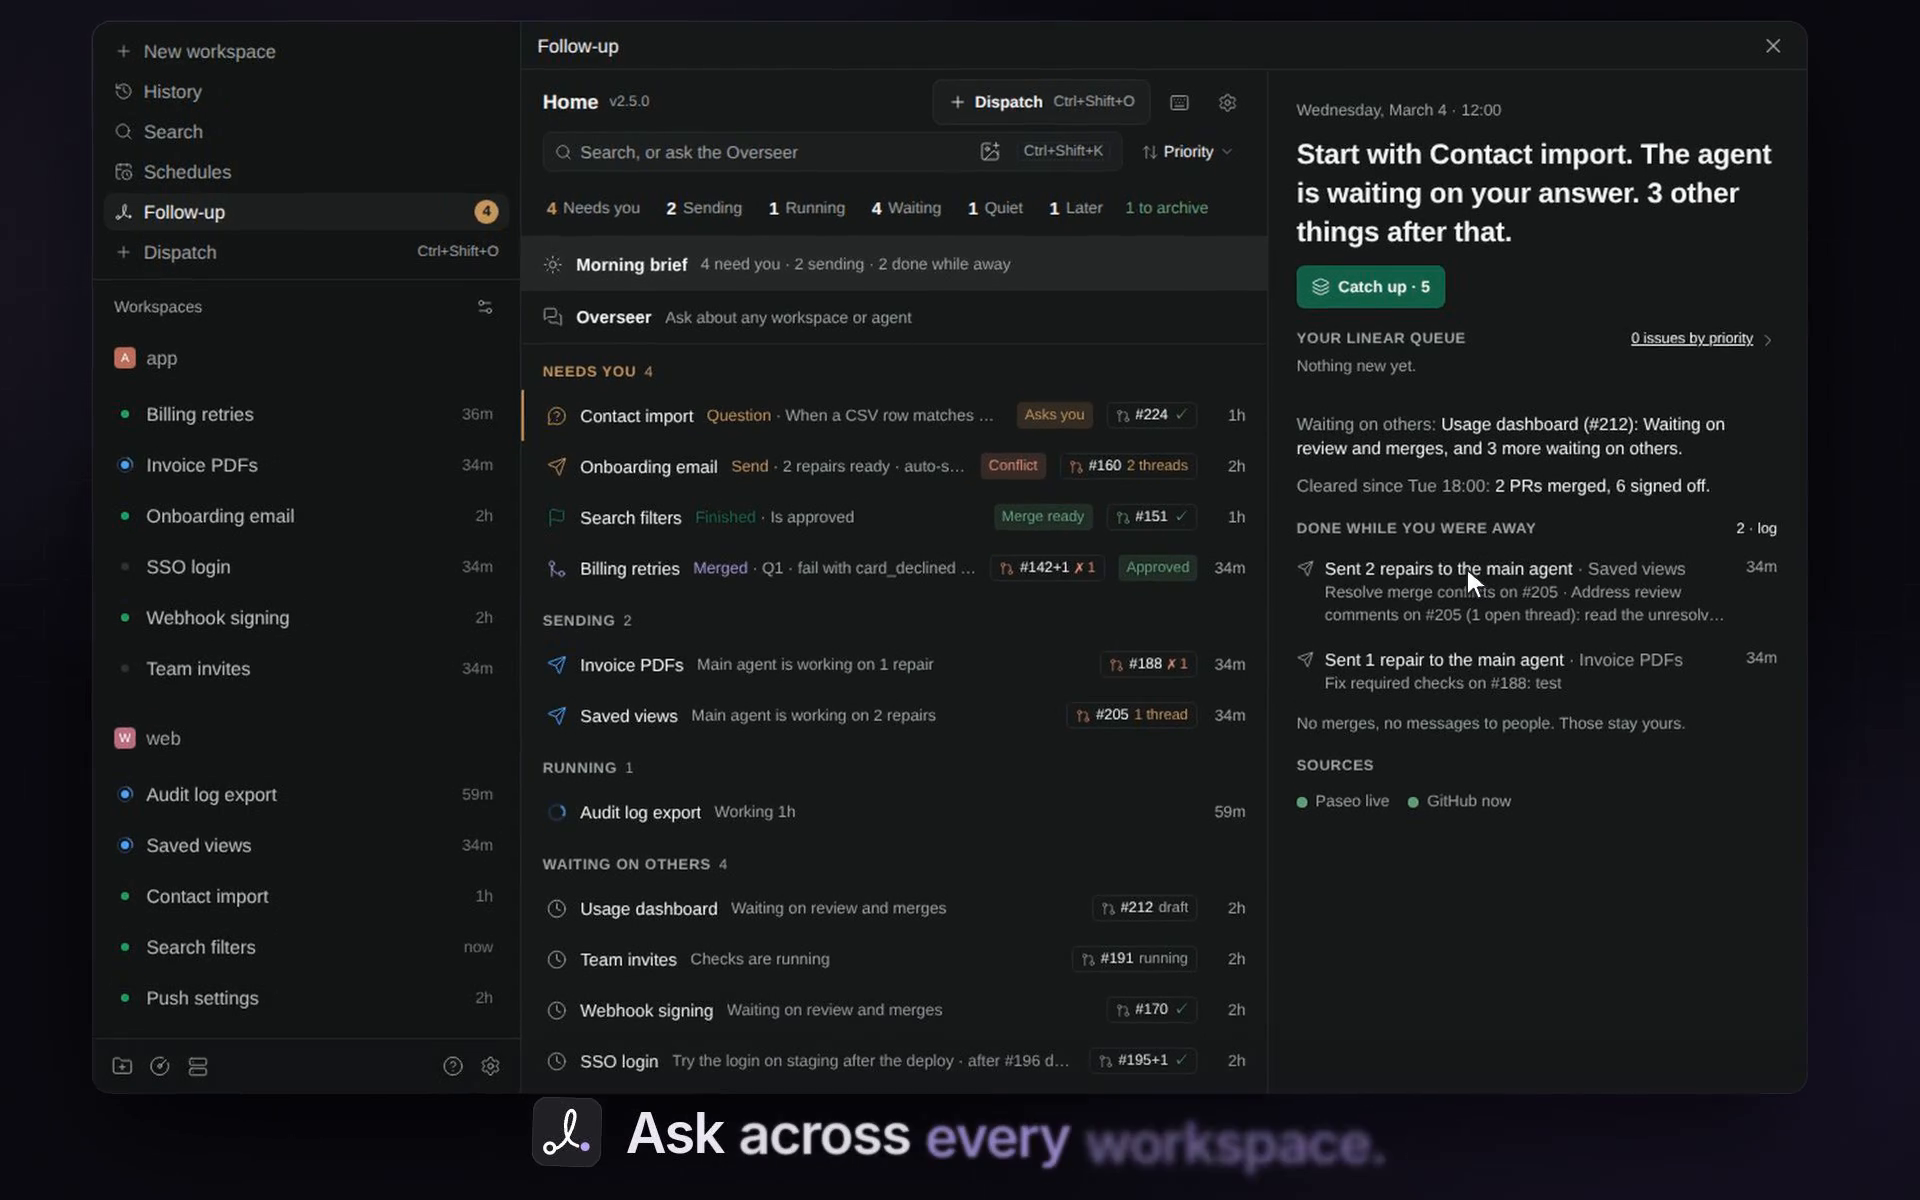 New workspace
History
Search
Schedules
Follow-up 4
Dispatch Ctrl+Shift+O
Workspaces
A app
Billing retries 36m
Invoice PDFs 34m
Onboarding email 2h
SSO login 34m
Webhook signing 2h
Team invites 34m
W web
Audit log export 59m
Saved views 34m
Contact import 1h
Search filters now
Push settings 2h
Follow-up
Home v2.5.0
Dispatch Ctrl+Shift+O
Search, or ask the Overseer Ctrl+Shift+K Priority
4 Needs you 2 Sending 1 Running 4 Waiting 1 Quiet 1 Later 1 to archive
Morning brief 4 need you · 2 sending · 2 done while away
Overseer Ask about any workspace or agent
NEEDS YOU 4
Contact import Question · When a CSV row matches … Asks you #224 ✓ 1h
Onboarding email Send · 2 repairs ready · auto-s… Conflict #160 2 threads 2h
Search filters Finished · Is approved Merge ready #151 ✓ 1h
Billing retries Merged · Q1 · fail with card_declined … #142+1 ✗ 1 Approved 34m
SENDING 2
Invoice PDFs Main agent is working on 1 repair #188 ✗ 1 34m
Saved views Main agent is working on 2 repairs #205 1 thread 34m
RUNNING 1
Audit log export Working 1h 59m
WAITING ON OTHERS 4
Usage dashboard Waiting on review and merges #212 draft 2h
Team invites Checks are running #191 running 2h
Webhook signing Waiting on review and merges #170 ✓ 2h
SSO login Try the login on staging after the deploy · after #196 d… #195+1 ✓ 2h
Wednesday, March 4 · 12:00
Start with Contact import. The agent
is waiting on your answer. 3 other
things after that.
Catch up · 5
YOUR LINEAR QUEUE 0 issues by priority
Nothing new yet.
Waiting on others: Usage dashboard (#212): Waiting on
review and merges, and 3 more waiting on others.
Cleared since Tue 18:00: 2 PRs merged, 6 signed off.
DONE WHILE YOU WERE AWAY 2 · log
Sent 2 repairs to the main agent · Saved views 34m
Resolve merge conflicts on #205 · Address review
comments on #205 (1 open thread): read the unresolv…
Sent 1 repair to the main agent · Invoice PDFs 34m
Fix required checks on #188: test
No merges, no messages to people. Those stay yours.
SOURCES
Paseo live GitHub now
Ask across every workspace.